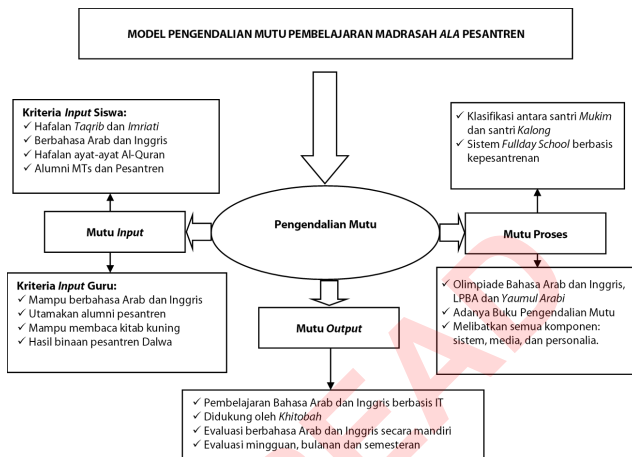 MODEL PENGENDALIAN MUTU PEMBELAJARAN MADRASAH ALA PESANTREN
Kriteria Input Siswa:
✓ Hafalan Taqrib dan Imriati
✓ Berbahasa Arab dan Inggris
✓ Hafalan ayat-ayat Al-Quran
✓ Alumni MTs dan Pesantren
✓ Klasifikasi antara santri Mukim
dan santri Kalong
✓ Sistem Fullday School berbasis
kepesantrenan
Mutu Input
Pengendalian Mutu
Mutu Proses
Kriteria Input Guru:
✓ Mampu berbahasa Arab dan Inggris
✓ Utamakan alumni pesantren
✓ Mampu membaca kitab kuning
✓ Hasil binaan pesantren Dalwa
Mutu Output
✓ Olimpiade Bahasa Arab dan Inggris,
LPBA dan Yaumul Arabi
✓ Adanya Buku Pengendalian Mutu
✓ Melibatkan semua komponen:
sistem, media, dan personalia.
✓ Pembelajaran Bahasa Arab dan Inggris berbasis IT
✓ Didukung oleh Khitobah
✓ Evaluasi berbahasa Arab dan Inggris secara mandiri
✓ Evaluasi mingguan, bulanan dan semesteran